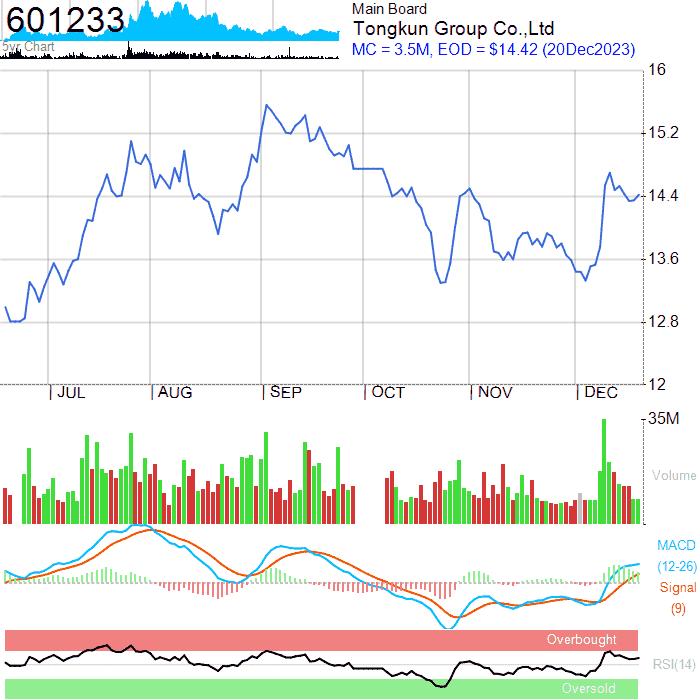 601233
5yr Chart
Main Board
Tongkun Group Co.,Ltd
MC = 3.5M, EOD = $14.42 (20Dec2023)
16
15.2
14.4
13.6
12.8
12
JUL
AUG
SEP
OCT
NOV
DEC
35M
Volume
MACD
(12-26)
Signal
(9)
Overbought
RSI(14)
Oversold